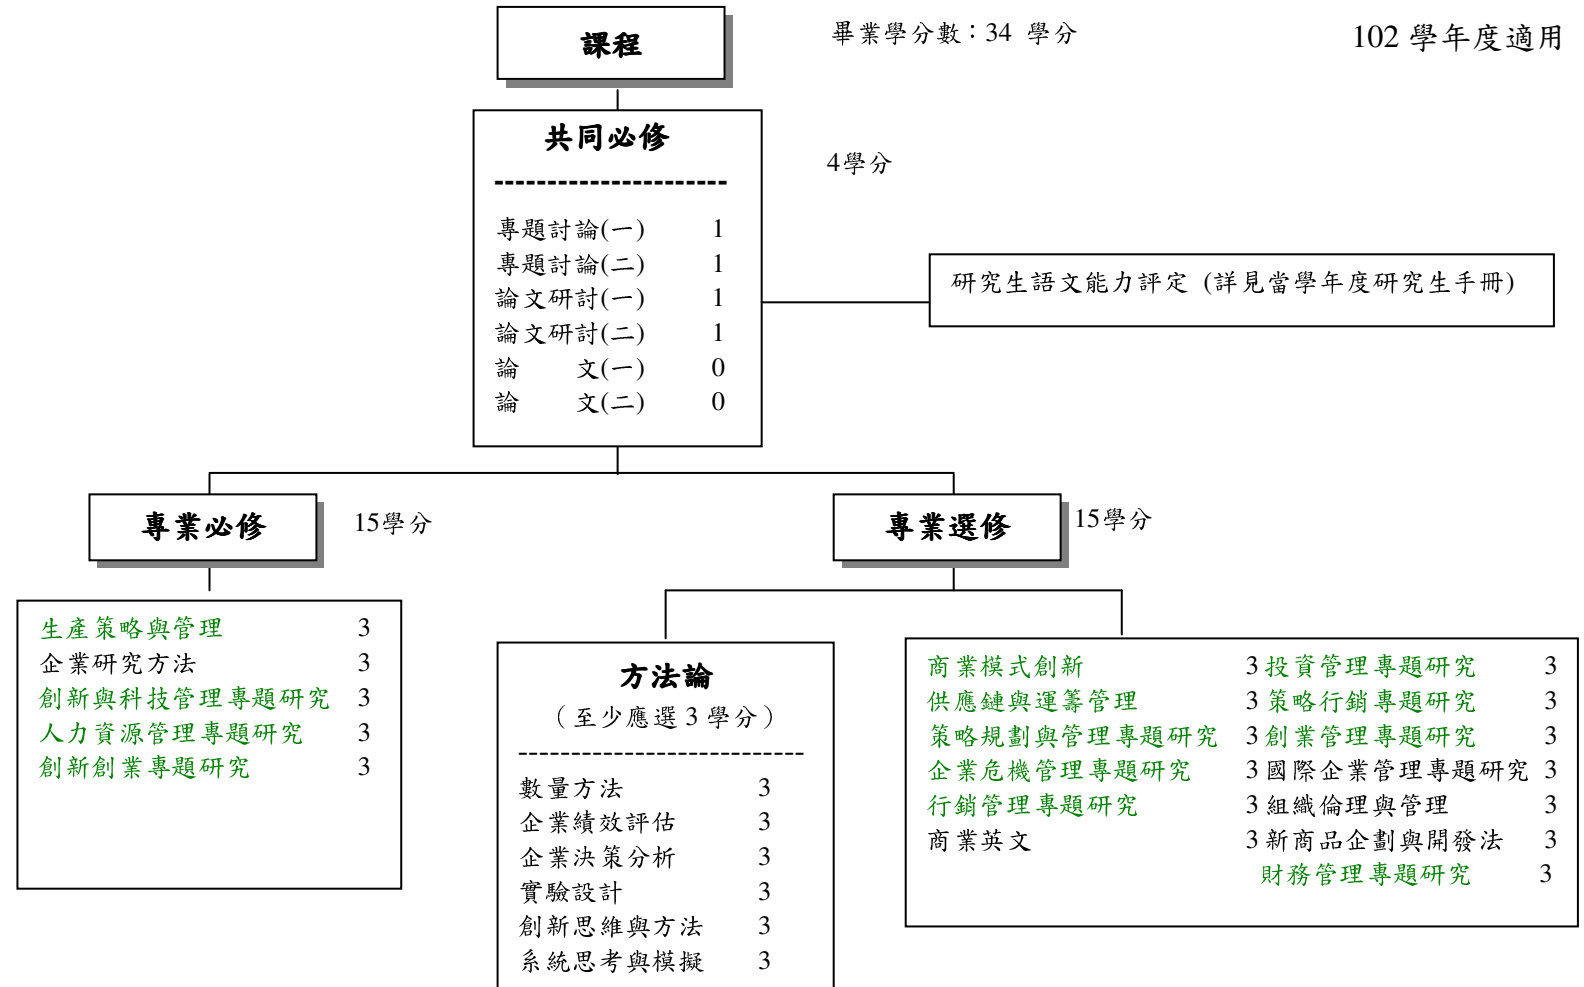 課程
畢業學分數：34 學分
102 學年度適用
共同必修
4學分
----------------------
專題討論(一) 1
專題討論(二) 1
論文研討(一) 1
論文研討(二) 1
論 文(一) 0
論 文(二) 0
研究生語文能力評定 (詳見當學年度研究生手冊)
專業必修
15學分
生產策略與管理 3
企業研究方法 3
創新與科技管理專題研究 3
人力資源管理專題研究 3
創新創業專題研究 3
專業選修
15學分
方法論
（至少應選 3 學分）
--------------------------
數量方法 3
企業績效評估 3
企業決策分析 3
實驗設計 3
創新思維與方法 3
系統思考與模擬 3
商業模式創新 3 投資管理專題研究 3
供應鏈與運籌管理 3 策略行銷專題研究 3
策略規劃與管理專題研究 3 創業管理專題研究 3
企業危機管理專題研究 3 國際企業管理專題研究 3
行銷管理專題研究 3 組織倫理與管理 3
商業英文 3 新商品企劃與開發法 3
財務管理專題研究 3